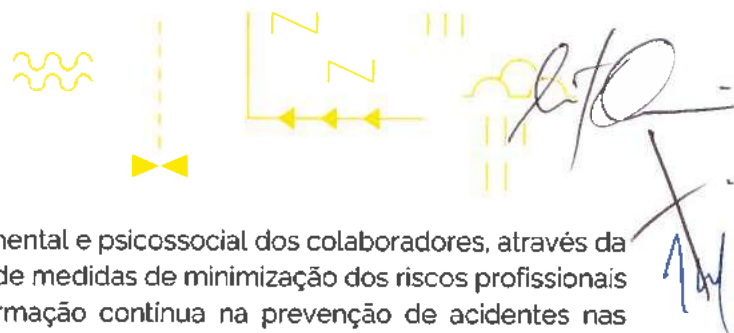 mental e psicossocial dos colaboradores, através da
de medidas de minimização dos riscos profissionais
contínua na prevenção de acidentes nas